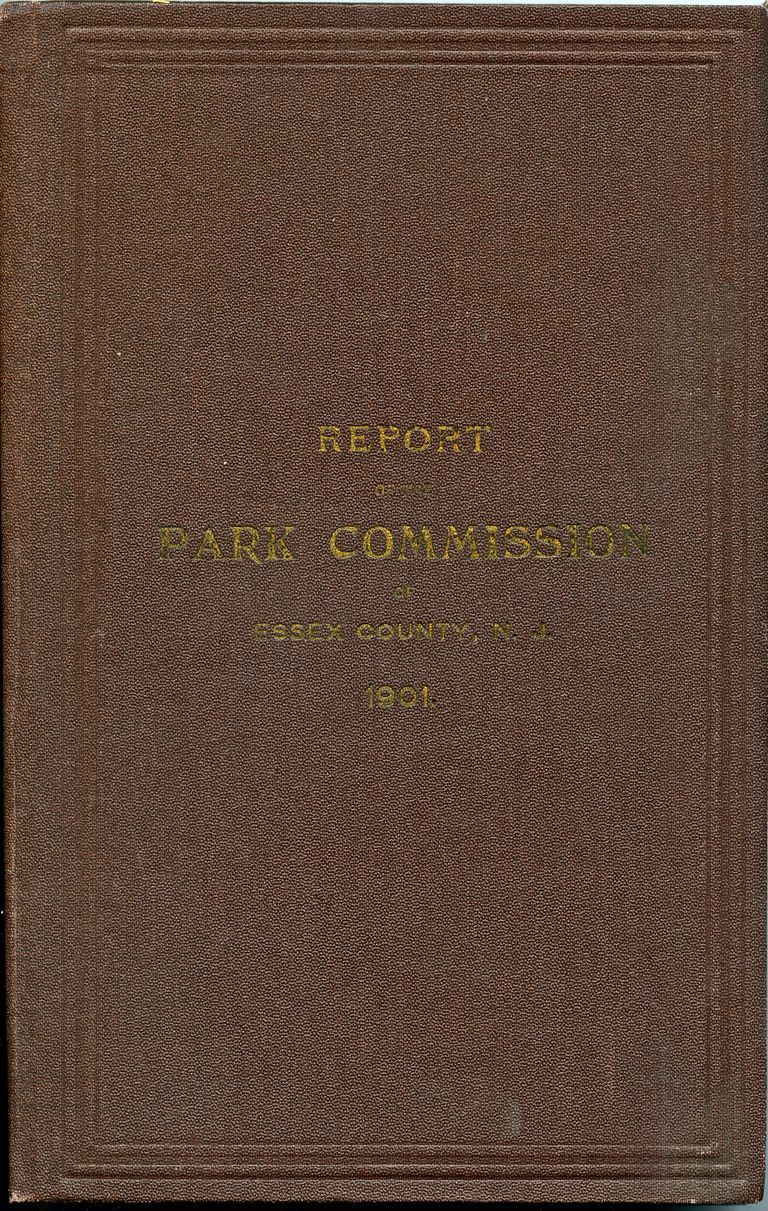 REPORT
OF THE
PARK COMMISSION
OF
ESSEX COUNTY, N. J.
1901.